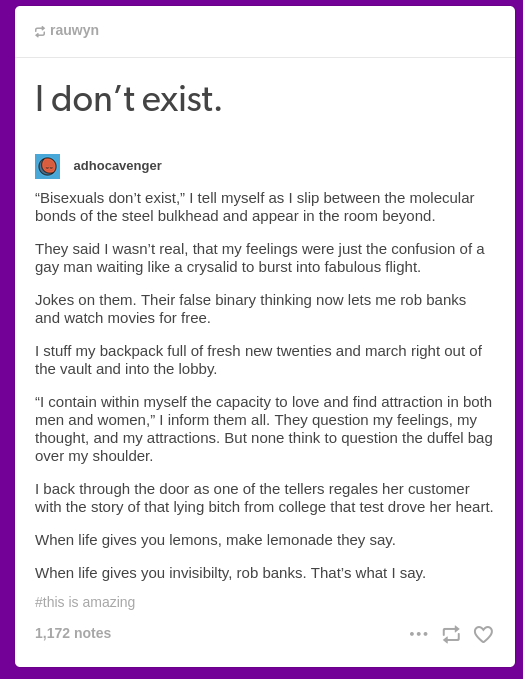 rauwyn
I don't exist.
adhocavenger
“Bisexuals don’t exist,” I tell myself as I slip between the molecular
bonds of the steel bulkhead and appear in the room beyond.
They said I wasn’t real, that my feelings were just the confusion of a
gay man waiting like a crysalid to burst into fabulous flight.
Jokes on them. Their false binary thinking now lets me rob banks
and watch movies for free.
I stuff my backpack full of fresh new twenties and march right out of
the vault and into the lobby.
“I contain within myself the capacity to love and find attraction in both
men and women,” I inform them all. They question my feelings, my
thought, and my attractions. But none think to question the duffel bag
over my shoulder.
I back through the door as one of the tellers regales her customer
with the story of that lying bitch from college that test drove her heart.
When life gives you lemons, make lemonade they say.
When life gives you invisibilty, rob banks. That’s what I say.
#this is amazing
1,172 notes